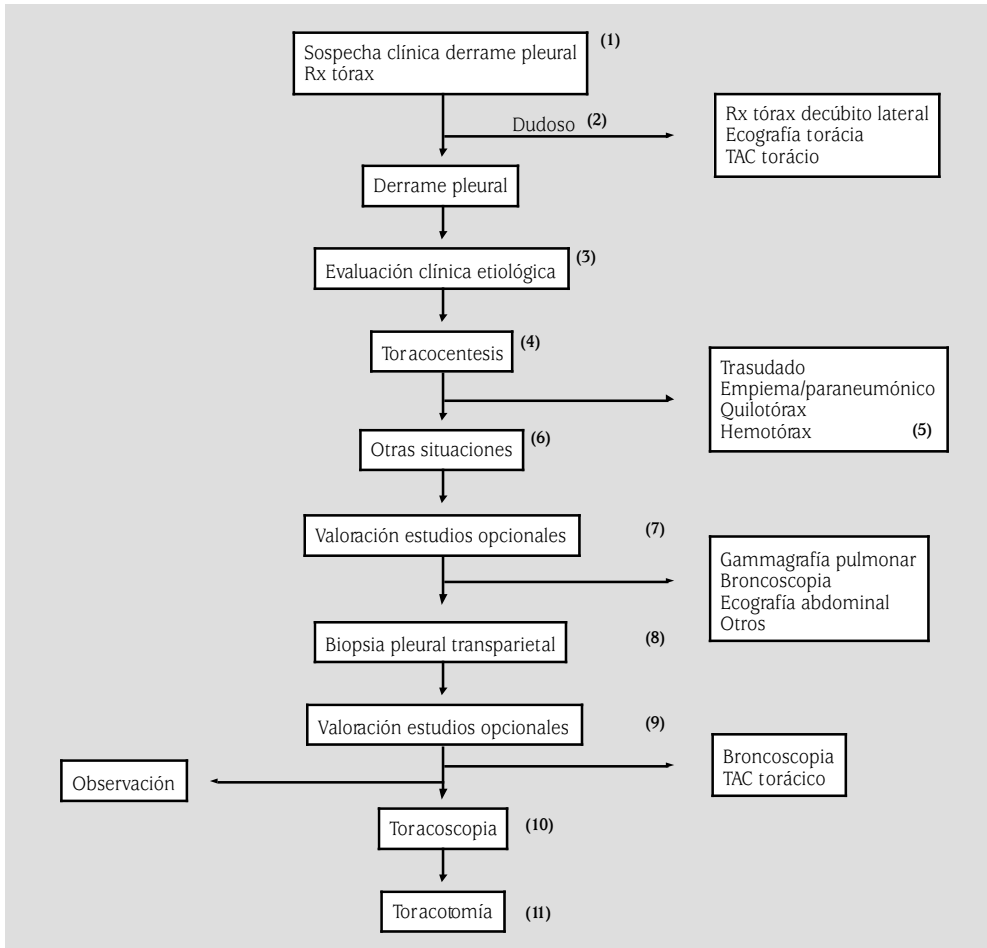 Sospecha clínica derrame pleural (1)
Rx tórax
Dudoso (2)
Rx tórax decúbito lateral
Ecografía torácia
TAC torácio
Derrame pleural
Evaluación clínica etiológica (3)
Toracocentesis (4)
Trasudado
Empiema/paraneumónico
Quilotórax
Hemotórax (5)
Otras situaciones (6)
Valoración estudios opcionales (7)
Gammagrafía pulmonar
Broncoscopia
Ecografía abdominal
Otros
Biopsia pleural transparietal (8)
Valoración estudios opcionales (9)
Broncoscopia
TAC torácico
Observación
Toracoscopia (10)
Toracotomía (11)